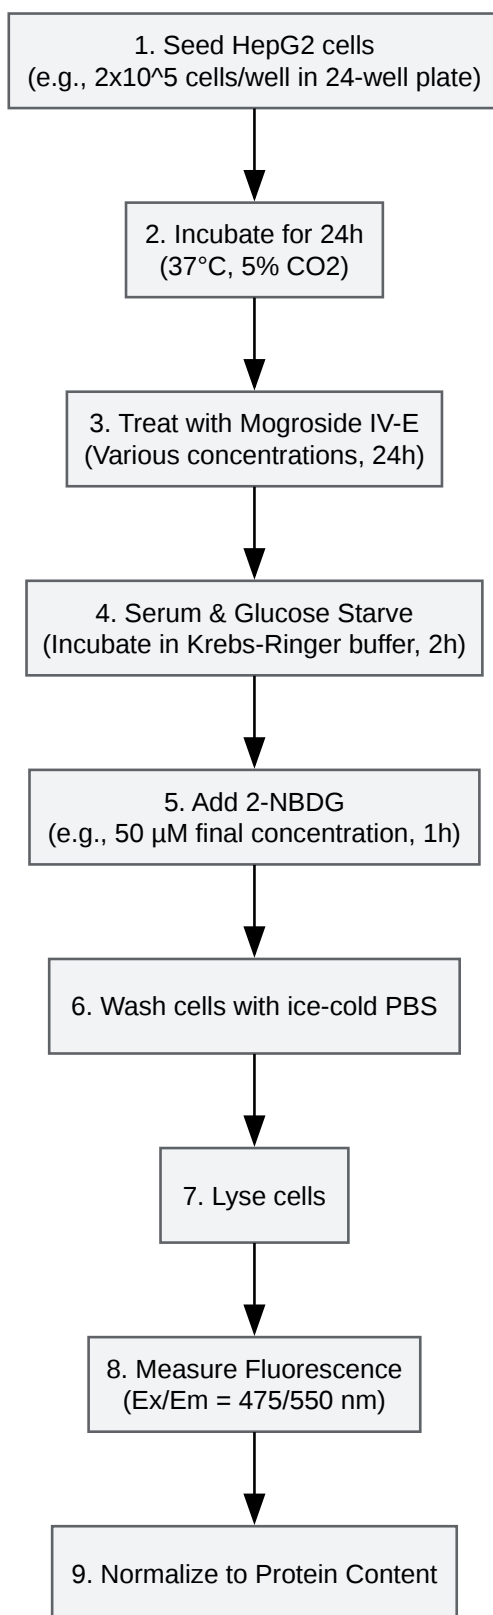 1. Seed HepG2 cells
(e.g., 2x10^5 cells/well in 24-well plate)
2. Incubate for 24h
(37°C, 5% CO2)
3. Treat with Mogroside IV-E
(Various concentrations, 24h)
4. Serum & Glucose Starve
(Incubate in Krebs-Ringer buffer, 2h)
5. Add 2-NBDG
(e.g., 50 µM final concentration, 1h)
6. Wash cells with ice-cold PBS
7. Lyse cells
8. Measure Fluorescence
(Ex/Em = 475/550 nm)
9. Normalize to Protein Content